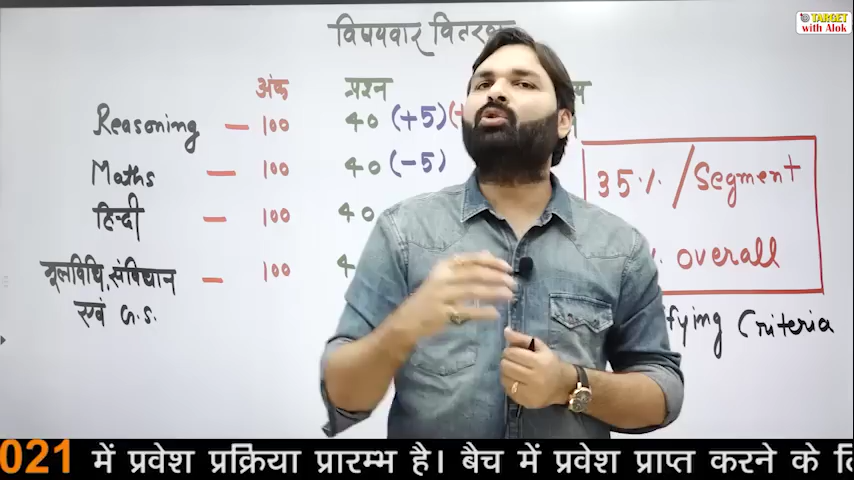 TARGET
with Alok
विषयवार वितरण
अंक प्रश्न
Reasoning — 100 40 (+5)
Maths — 100 40 (-5)
हिन्दी — 100 40
मूलविधि, संविधान — 100
एवं G.S.
35% / Segment
overall
Criteria
021 में प्रवेश प्रक्रिया प्रारम्भ है। बैच में प्रवेश प्राप्त करने के